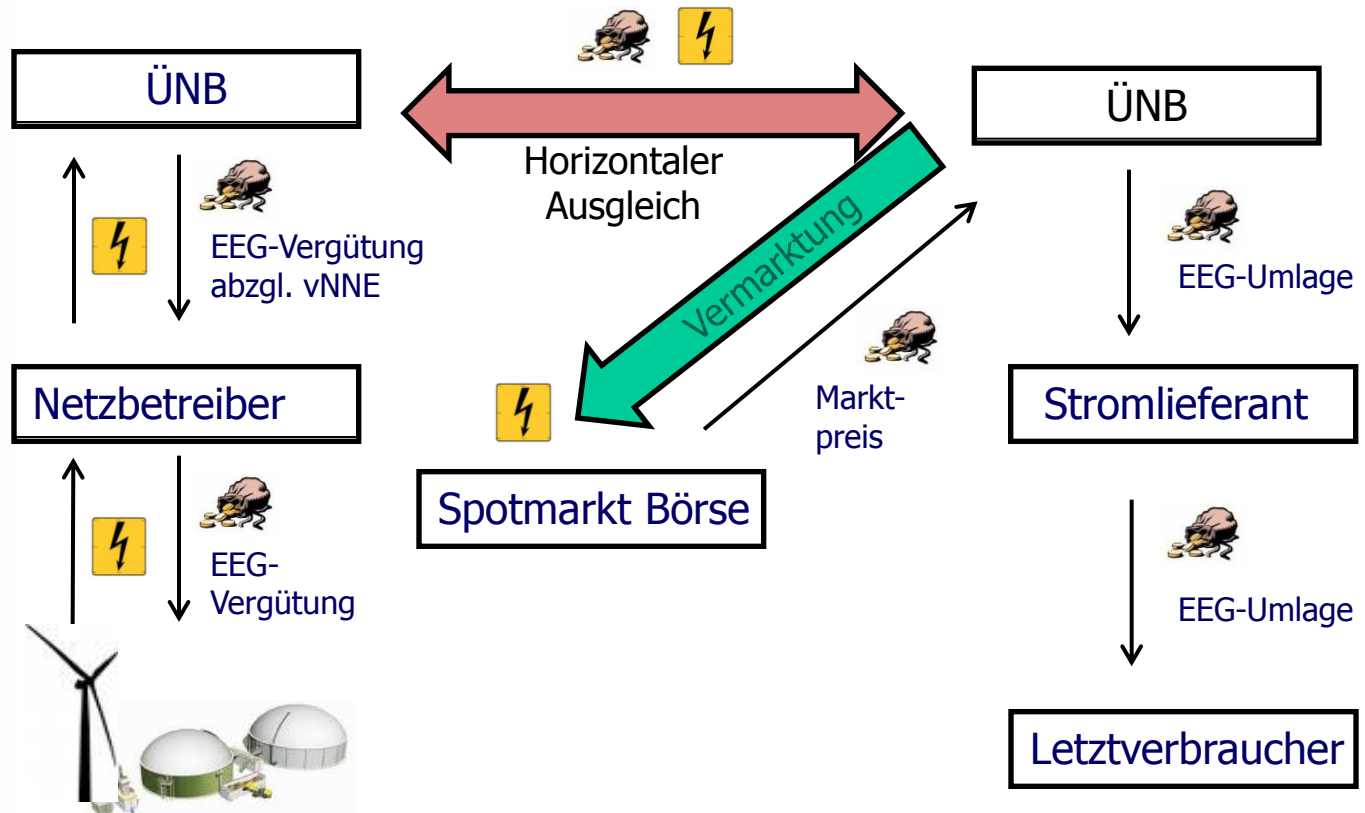 ÜNB
ÜNB
Horizontaler
Ausgleich
EEG-Vergütung
abzgl. vNNE
Vermarktung
EEG-Umlage
Netzbetreiber
Markt-
preis
Stromlieferant
Spotmarkt Börse
EEG-
Vergütung
EEG-Umlage
Letztverbraucher